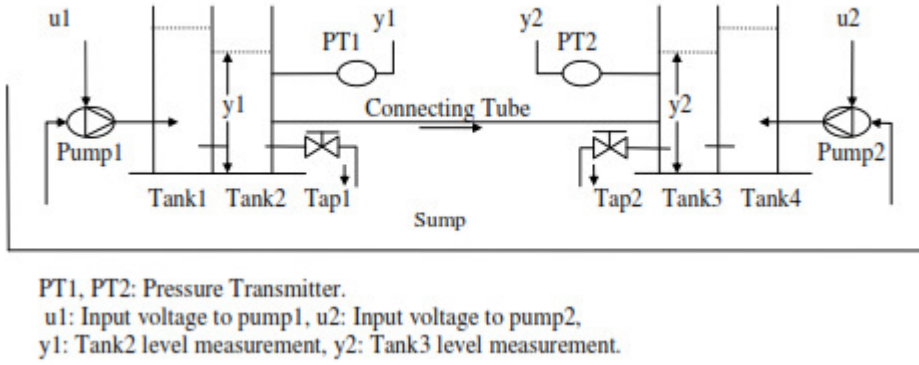 u1 y1 y2 u2
PT1 PT2
y1 Connecting Tube y2
Pump1 Pump2
Tank1 Tank2 Tap1 Tap2 Tank3 Tank4
Sump
PT1, PT2: Pressure Transmitter.
u1: Input voltage to pump1, u2: Input voltage to pump2,
y1: Tank2 level measurement, y2: Tank3 level measurement.